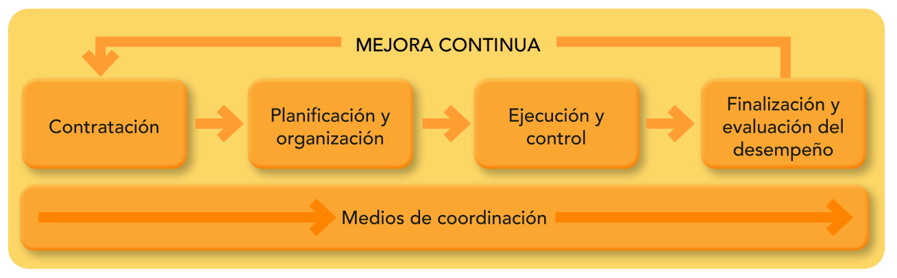 MEJORA CONTINUA
Contratación
Planificación y
organización
Ejecución y
control
Finalización y
evaluación del
desempeño
Medios de coordinación